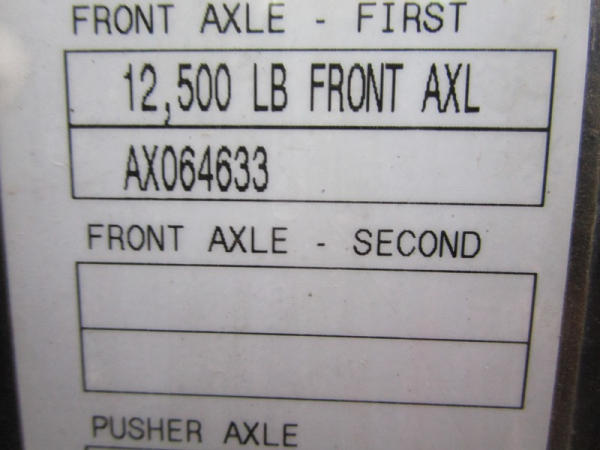 FRONT AXLE - FIRST
12,500 LB FRONT AXL
AX064633
FRONT AXLE - SECOND
PUSHER AXLE